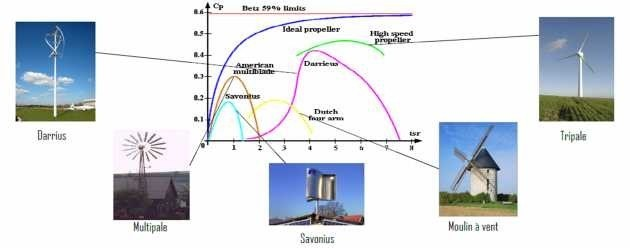 Cp
Betz 59% limits
0.6
0.5
0.4
0.3
0.2
0.1
0
Ideal propeller
High speed
propeller
American
multiblade
Darrieus
Savonius
Dutch
four arm
tsr
0
1
2
3
4
5
7
8
Darrius
Multipale
Savonius
Moulin à vent
Tripale